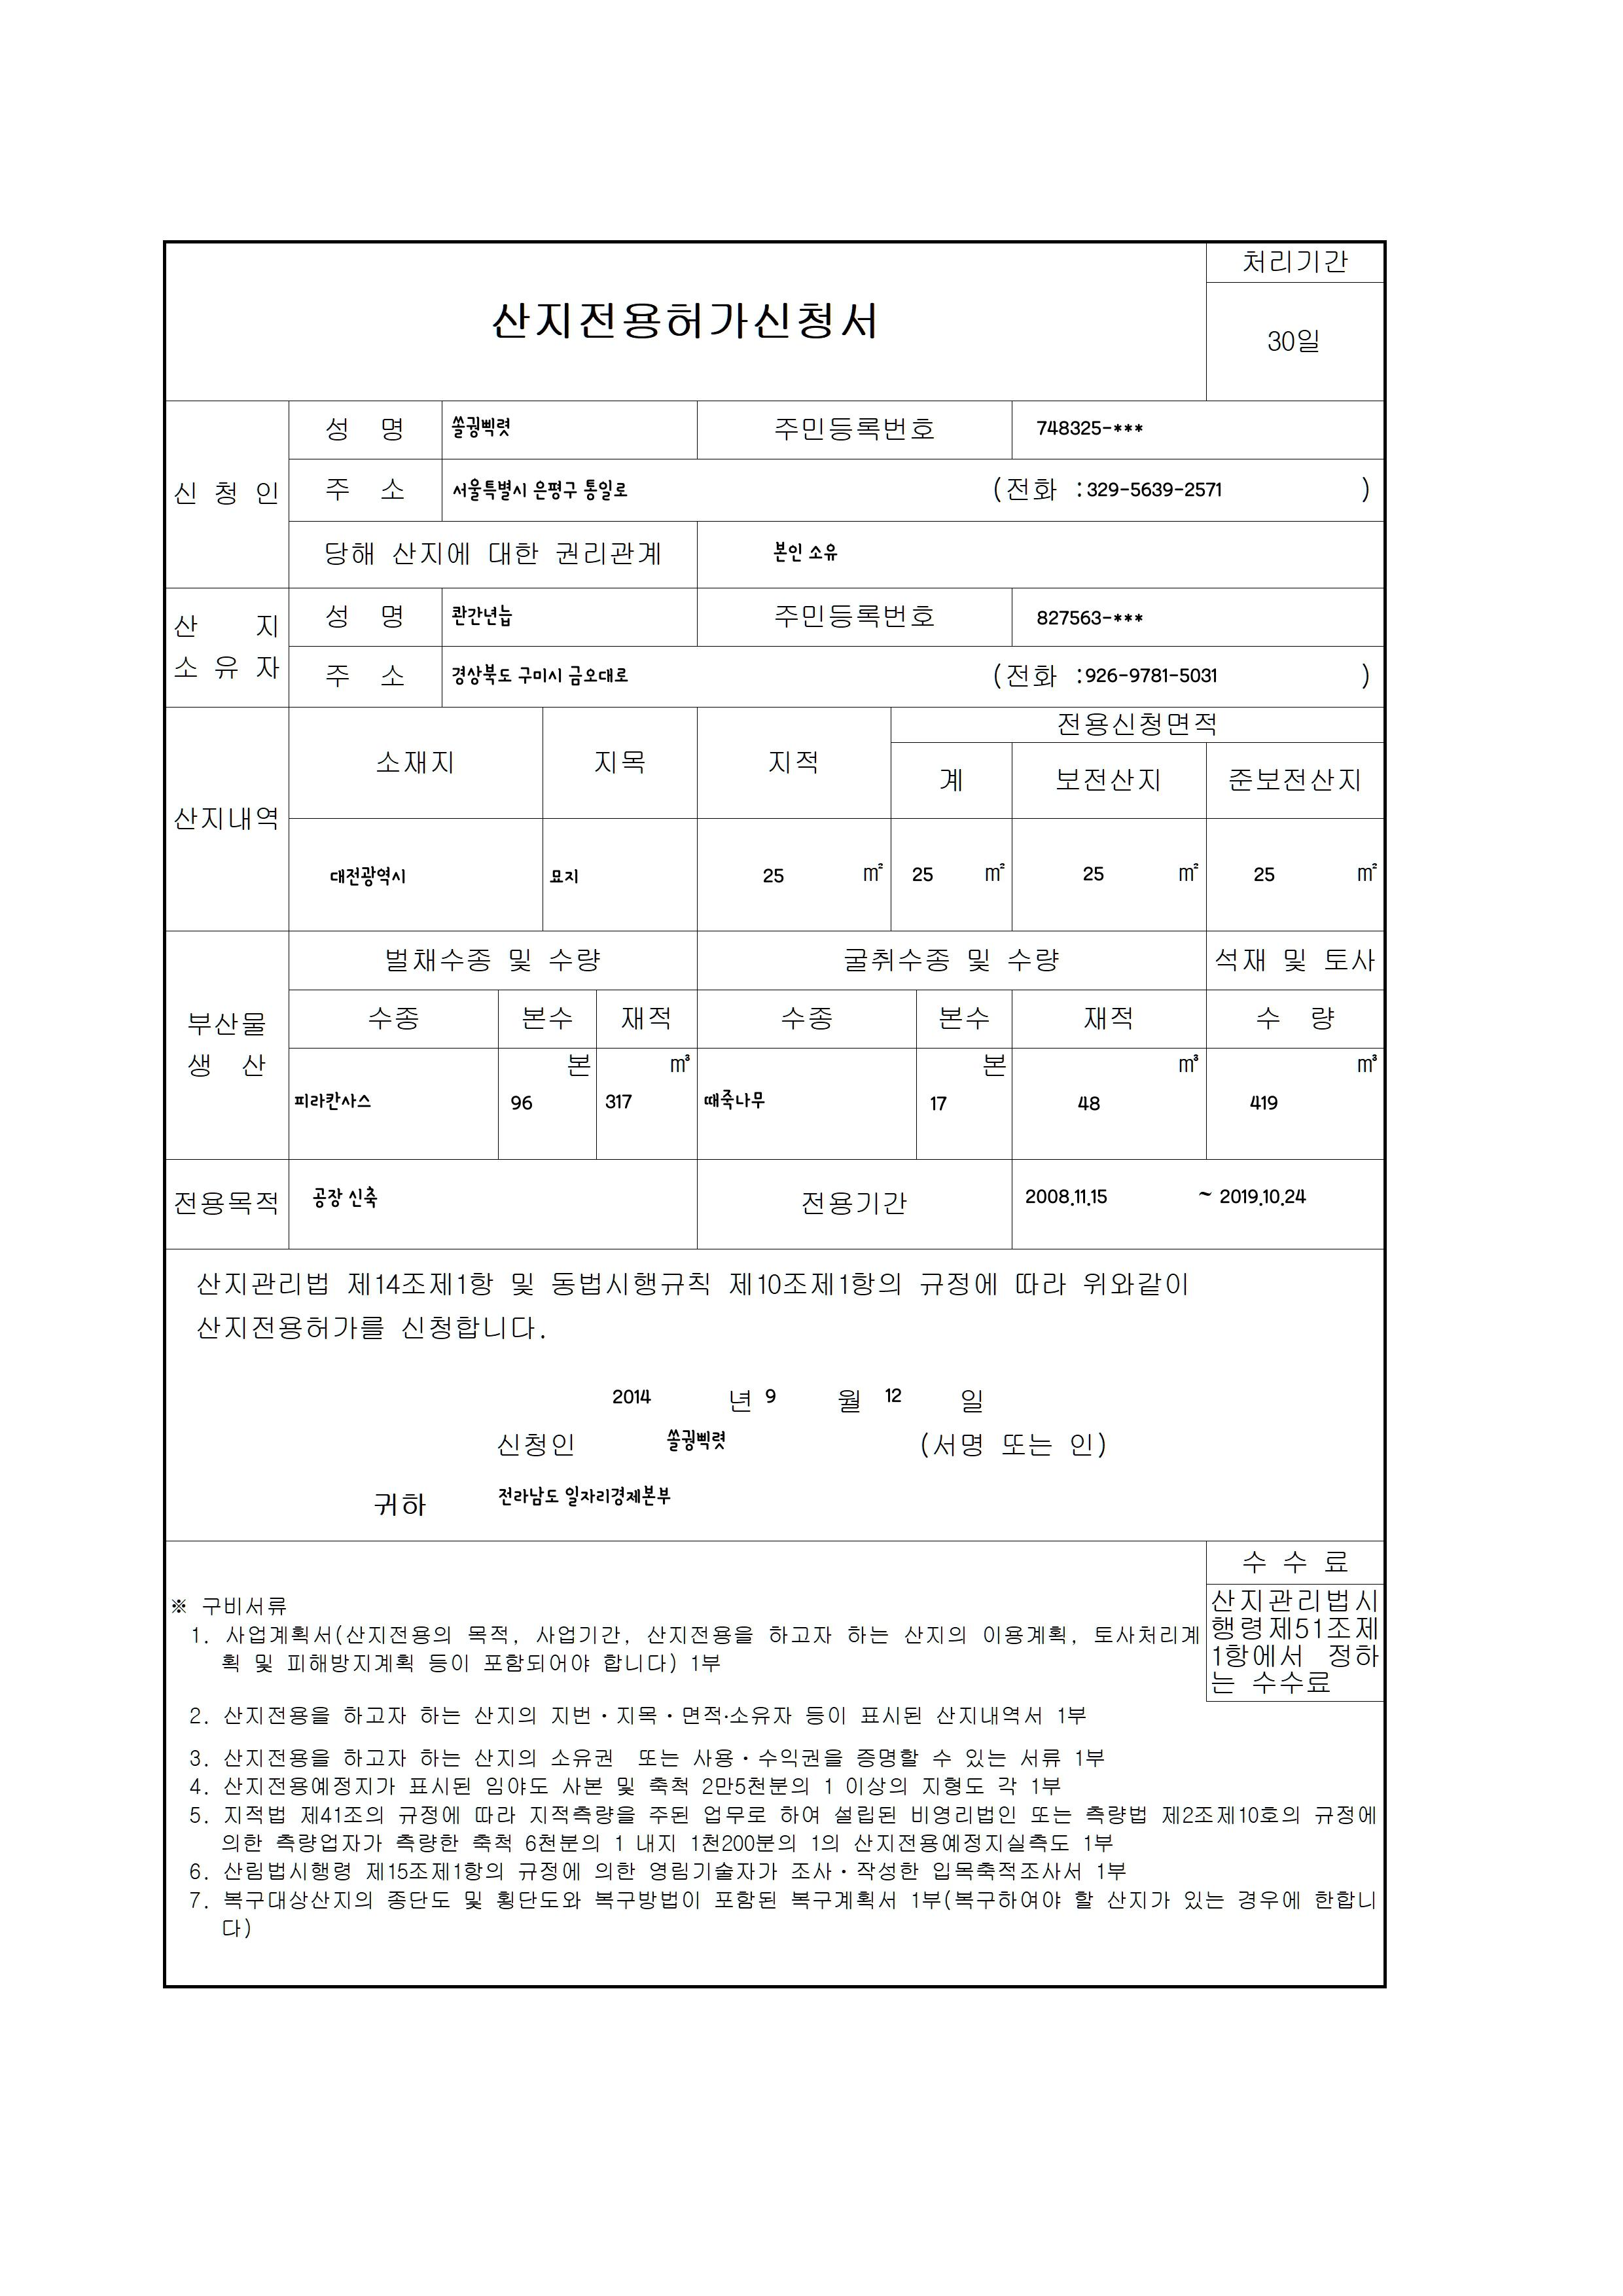 산지전용허가신청서
처리기간
30일
신 청 인
성 명 쏠궝삑렷 주민등록번호 748325-***
주 소 서울특별시 은평구 통일로 (전화 :329-5639-2571 )
당해 산지에 대한 권리관계 본인 소유
산 지
소 유 자
성 명 콴간년늡 주민등록번호 827563-***
주 소 경상북도 구미시 금오대로 (전화 :926-9781-5031 )
산지내역
소재지 지목 지적 전용신청면적
계 보전산지 준보전산지
대전광역시 묘지 25 ㎡ 25 ㎡ 25 ㎡ 25 ㎡
부산물
생 산
벌채수종 및 수량 굴취수종 및 수량 석재 및 토사
수종 본수 재적 수종 본수 재적 수 량
본 ㎥ 본 ㎥ ㎥
피라칸사스 96 317 때죽나무 17 48 419
전용목적 공장 신축 전용기간 2008.11.15 ~ 2019.10.24
산지관리법 제14조제1항 및 동법시행규칙 제10조제1항의 규정에 따라 위와같이
산지전용허가를 신청합니다.
2014 년 9 월 12 일
신청인 쏠궝삑렷 (서명 또는 인)
귀하 전라남도 일자리경제본부
수 수 료
산지관리법시
행령제51조제
1항에서 정하
는 수수료
※ 구비서류
1. 사업계획서(산지전용의 목적, 사업기간, 산지전용을 하고자 하는 산지의 이용계획, 토사처리계
획 및 피해방지계획 등이 포함되어야 합니다) 1부
2. 산지전용을 하고자 하는 산지의 지번·지목·면적·소유자 등이 표시된 산지내역서 1부
3. 산지전용을 하고자 하는 산지의 소유권 또는 사용·수익권을 증명할 수 있는 서류 1부
4. 산지전용예정지가 표시된 임야도 사본 및 축척 2만5천분의 1 이상의 지형도 각 1부
5. 지적법 제41조의 규정에 따라 지적측량을 주된 업무로 하여 설립된 비영리법인 또는 측량법 제2조제10호의 규정에
의한 측량업자가 측량한 축척 6천분의 1 내지 1천200분의 1의 산지전용예정지실측도 1부
6. 산림법시행령 제15조제1항의 규정에 의한 영림기술자가 조사·작성한 입목축적조사서 1부
7. 복구대상산지의 종단도 및 횡단도와 복구방법이 포함된 복구계획서 1부(복구하여야 할 산지가 있는 경우에 한합니
다)